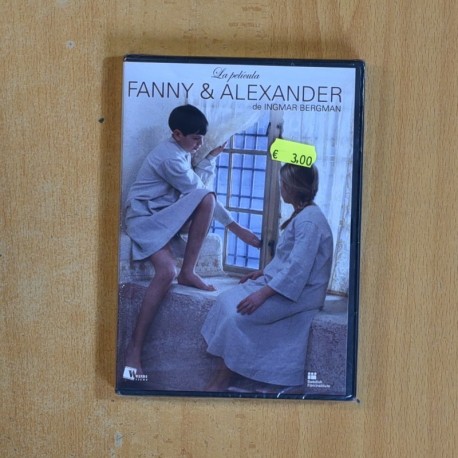 La película
FANNY & ALEXANDER
de INGMAR BERGMAN
€ 3,00